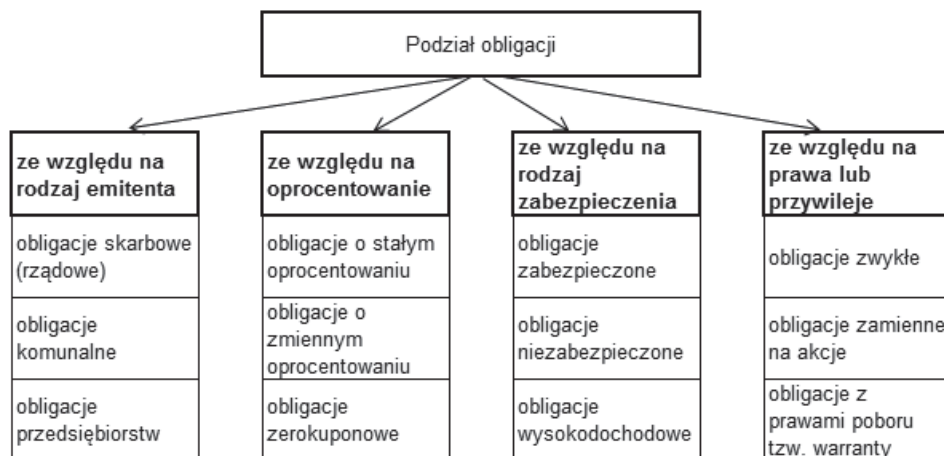 Podział obligacji
ze względu na
rodzaj emitenta
obligacje skarbowe
(rządowe)
obligacje
komunalne
obligacje
przedsiębiorstw
ze względu na
oprocentowanie
obligacje o stałym
oprocentowaniu
obligacje o
zmiennym
oprocentowaniu
obligacje
zerokuponowe
ze względu na
rodzaj
zabezpieczenia
obligacje
zabezpieczone
obligacje
niezabezpieczone
obligacje
wysokodochodowe
ze względu na
prawa lub
przywileje
obligacje zwykłe
obligacje zamienne
na akcje
obligacje z
prawami poboru
tzw. warranty